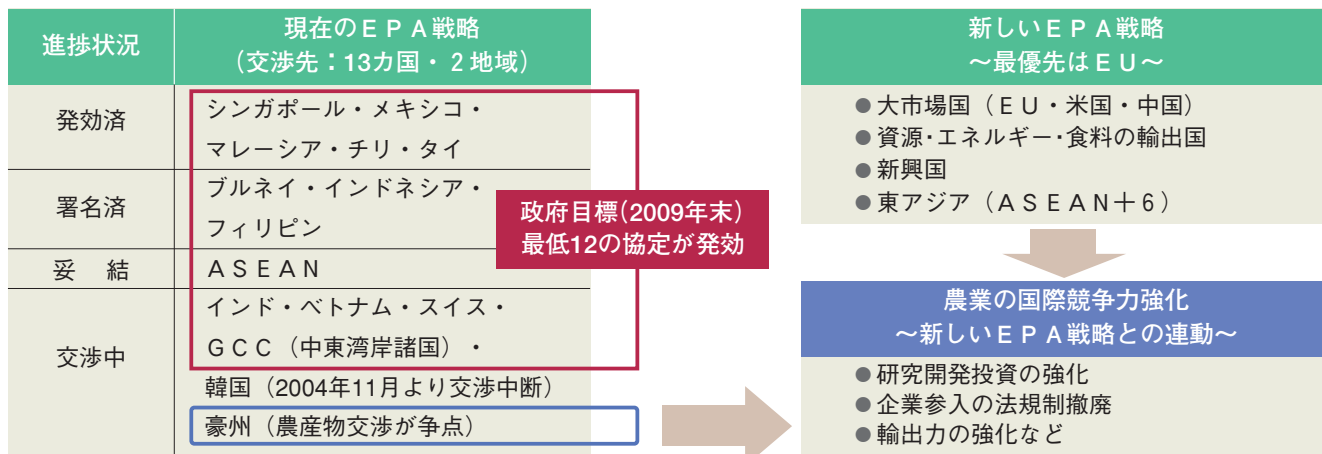 進捗状況
現在のＥＰＡ戦略
（交渉先：13カ国・２地域）
発効済
シンガポール・メキシコ・
マレーシア・チリ・タイ
署名済
ブルネイ・インドネシア・
フィリピン
妥　結
ＡＳＥＡＮ
交渉中
インド・ベトナム・スイス・
ＧＣＣ（中東湾岸諸国）・
韓国（2004年11月より交渉中断）
豪州（農産物交渉が争点）
政府目標（2009年末）
最低12の協定が発効
新しいＥＰＡ戦略
～最優先はＥＵ～
●大市場国（ＥＵ・米国・中国）
●資源・エネルギー・食料の輸出国
●新興国
●東アジア（ＡＳＥＡＮ＋６）
農業の国際競争力強化
～新しいＥＰＡ戦略との連動～
●研究開発投資の強化
●企業参入の法規制撤廃
●輸出力の強化など